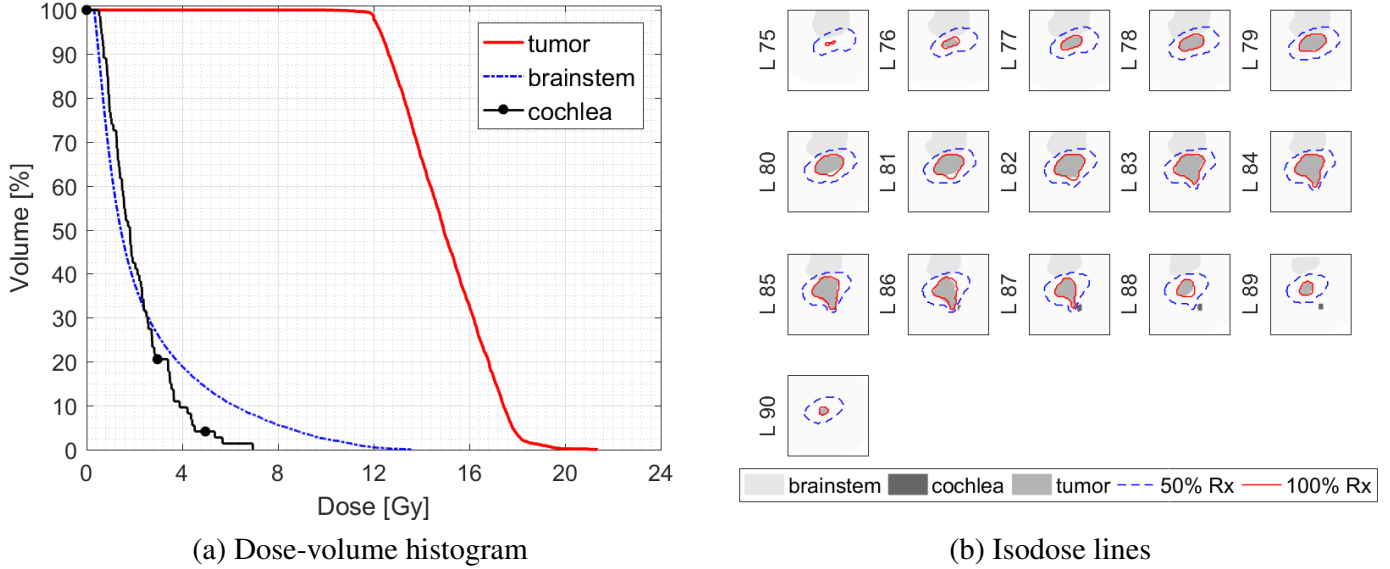 100
90
80
70
60
50
40
30
20
10
0
Volume [%]
0 4 8 12 16 20 24
Dose [Gy]
tumor
brainstem
cochlea
(a) Dose-volume histogram
L 75 L 76 L 77 L 78 L 79
L 80 L 81 L 82 L 83 L 84
L 85 L 86 L 87 L 88 L 89
L 90
brainstem cochlea tumor 50% Rx 100% Rx
(b) Isodose lines